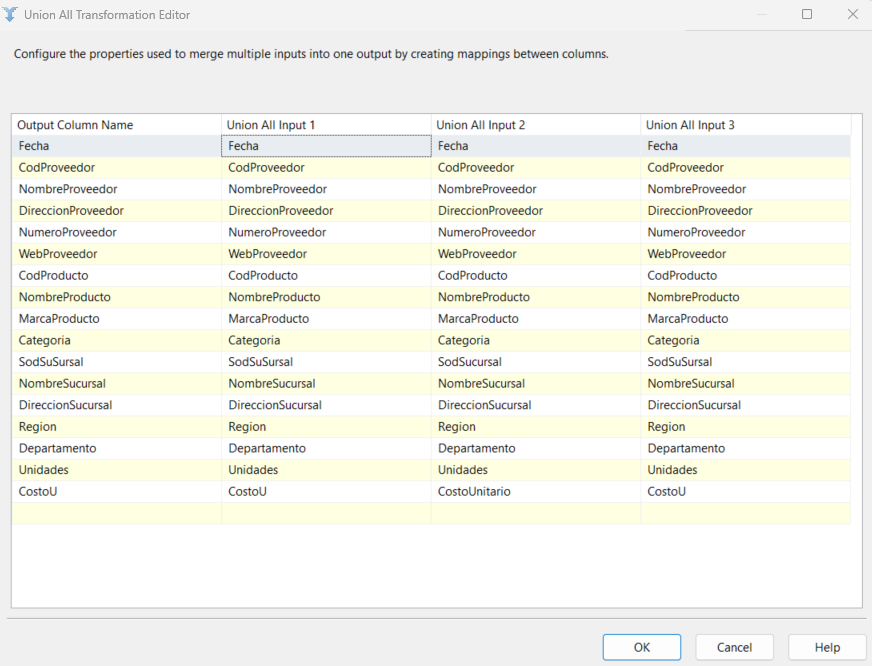 Union All Transformation Editor
Configure the properties used to merge multiple inputs into one output by creating mappings between columns.
Output Column Name Union All Input 1 Union All Input 2 Union All Input 3
Fecha Fecha Fecha Fecha
CodProveedor CodProveedor CodProveedor CodProveedor
NombreProveedor NombreProveedor NombreProveedor NombreProveedor
DireccionProveedor DireccionProveedor DireccionProveedor DireccionProveedor
NumeroProveedor NumeroProveedor NumeroProveedor NumeroProveedor
WebProveedor WebProveedor WebProveedor WebProveedor
CodProducto CodProducto CodProducto CodProducto
NombreProducto NombreProducto NombreProducto NombreProducto
MarcaProducto MarcaProducto MarcaProducto MarcaProducto
Categoria Categoria Categoria Categoria
SodSuSursal SodSuSursal SodSucursal SodSuSursal
NombreSucursal NombreSucursal NombreSucursal NombreSucursal
DireccionSucursal DireccionSucursal DireccionSucursal DireccionSucursal
Region Region Region Region
Departamento Departamento Departamento Departamento
Unidades Unidades Unidades Unidades
CostoU CostoU CostoUnitario CostoU
OK Cancel Help